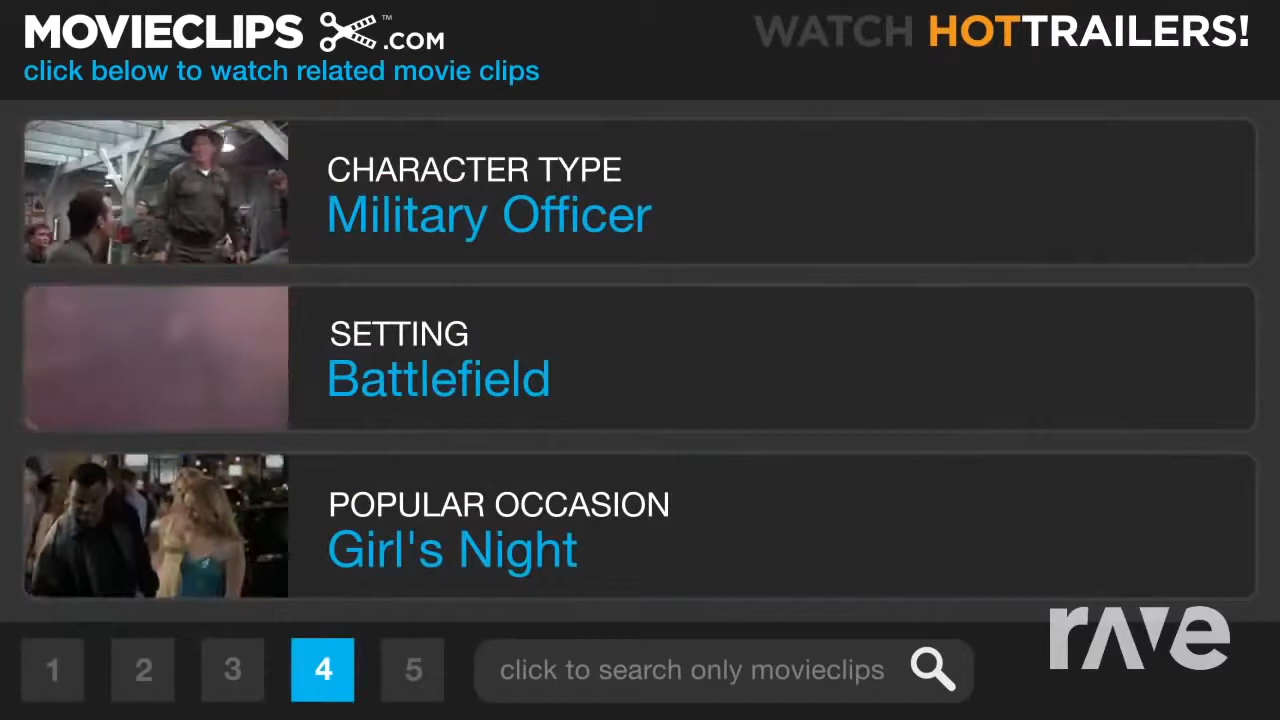 MOVIECLIPS ™ .COM
WATCH HOTTRAILERS!
click below to watch related movie clips
CHARACTER TYPE
Military Officer
SETTING
Battlefield
POPULAR OCCASION
Girl's Night
1 2 3 4 5
click to search only movieclips
rave